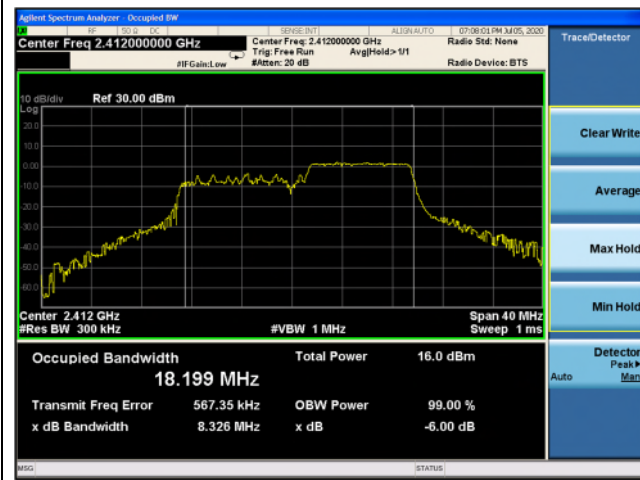 Agilent Spectrum Analyzer - Occupied BW
RF 50 Ω DC SENSE:INT ALIGN AUTO 07:08:01 PM Jul 05, 2020
Center Freq 2.412000000 GHz
Center Freq: 2.412000000 GHz
Radio Std: None
Trig: Free Run Avg|Hold:>1/1
#IFGain:Low #Atten: 20 dB Radio Device: BTS
10 dB/div Ref 30.00 dBm
Log
20.0
10.0
0.00
-10.0
-20.0
-30.0
-40.0
-50.0
-60.0
Center 2.412 GHz Span 40 MHz
#Res BW 300 kHz #VBW 1 MHz Sweep 1 ms
Occupied Bandwidth Total Power 16.0 dBm
18.199 MHz
Transmit Freq Error 567.35 kHz OBW Power 99.00 %
x dB Bandwidth 8.326 MHz x dB -6.00 dB
MSG STATUS
Trace/Detector
Clear Write
Average
Max Hold
Min Hold
Detector
Peak▶
Auto Man